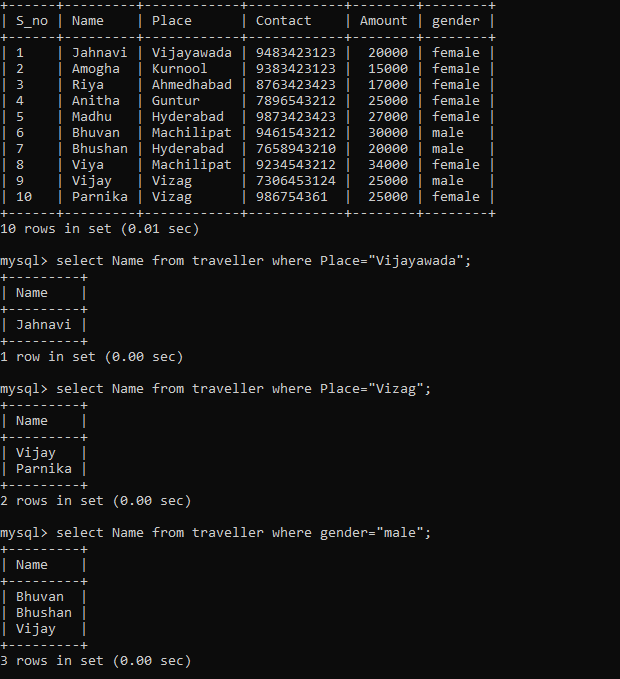 +------+---------+------------+------------+--------+--------+
| S_no | Name    | Place      | Contact    | Amount | gender |
+------+---------+------------+------------+--------+--------+
| 1    | Jahnavi | Vijayawada | 9483423123 |  20000 | female |
| 2    | Amogha  | Kurnool    | 9383423123 |  15000 | female |
| 3    | Riya    | Ahmedhabad | 8763423423 |  17000 | female |
| 4    | Anitha  | Guntur     | 7896543212 |  25000 | female |
| 5    | Madhu   | Hyderabad  | 9873423423 |  27000 | female |
| 6    | Bhuvan  | Machilipat | 9461543212 |  30000 | male   |
| 7    | Bhushan | Hyderabad  | 7658943210 |  20000 | male   |
| 8    | Viya    | Machilipat | 9234543212 |  34000 | female |
| 9    | Vijay   | Vizag      | 7306453124 |  25000 | male   |
| 10   | Parnika | Vizag      | 986754361  |  25000 | female |
+------+---------+------------+------------+--------+--------+
10 rows in set (0.01 sec)

mysql> select Name from traveller where Place="Vijayawada";
+---------+
| Name    |
+---------+
| Jahnavi |
+---------+
1 row in set (0.00 sec)

mysql> select Name from traveller where Place="Vizag";
+---------+
| Name    |
+---------+
| Vijay   |
| Parnika |
+---------+
2 rows in set (0.00 sec)

mysql> select Name from traveller where gender="male";
+---------+
| Name    |
+---------+
| Bhuvan  |
| Bhushan |
| Vijay   |
+---------+
3 rows in set (0.00 sec)